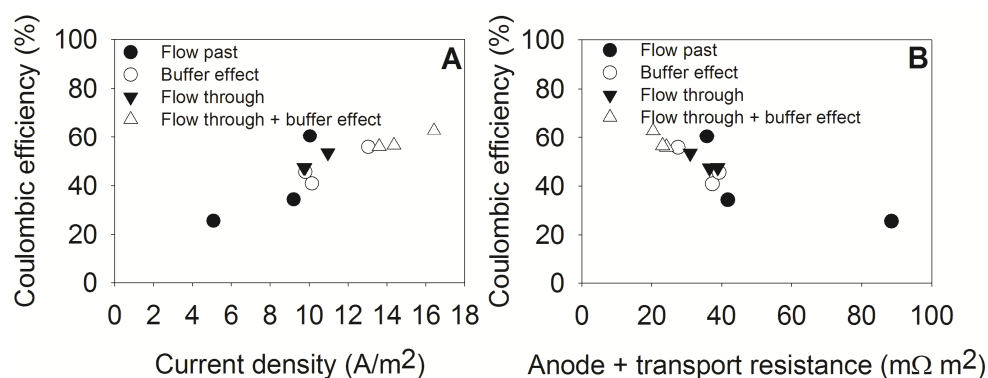 Coulombic efficiency (%)
100
80
60
40
20
0
A
Flow past
Buffer effect
Flow through
Flow through + buffer effect
0 2 4 6 8 10 12 14 16 18
Current density (A/m2)
Coulombic efficiency (%)
100
80
60
40
20
0
B
Flow past
Buffer effect
Flow through
Flow through + buffer effect
0 20 40 60 80 100
Anode + transport resistance (mΩ m2)